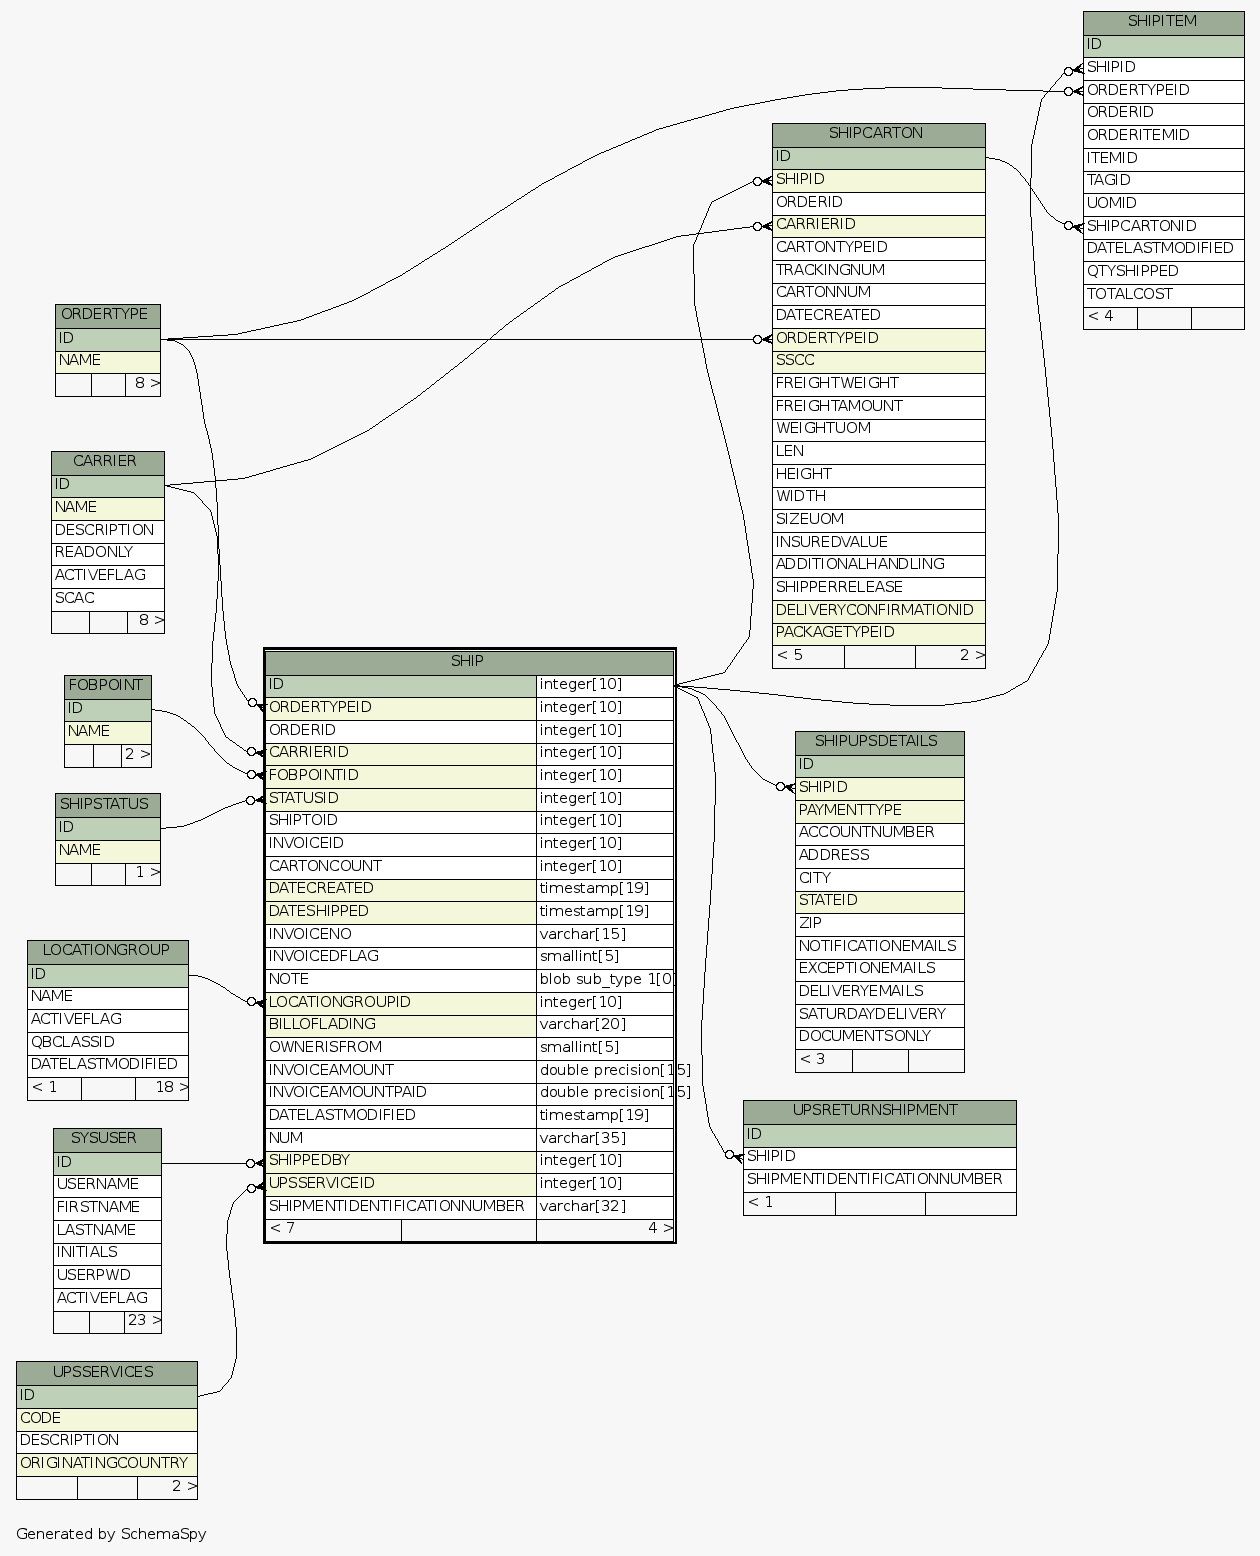 SHIPITEM
ID
SHIPID
ORDERTYPEID
ORDERID
ORDERITEMID
ITEMID
TAGID
UOMID
SHIPCARTONID
DATELASTMODIFIED
QTYSHIPPED
TOTALCOST
< 4
SHIPCARTON
ID
SHIPID
ORDERID
CARRIERID
CARTONTYPEID
TRACKINGNUM
CARTONNUM
DATECREATED
ORDERTYPEID
SSCC
FREIGHTWEIGHT
FREIGHTAMOUNT
WEIGHTUOM
LEN
HEIGHT
WIDTH
SIZEUOM
INSUREDVALUE
ADDITIONALHANDLING
SHIPPERRELEASE
DELIVERYCONFIRMATIONID
PACKAGETYPEID
< 5 2 >
ORDERTYPE
ID
NAME
8 >
CARRIER
ID
NAME
DESCRIPTION
READONLY
ACTIVEFLAG
SCAC
8 >
FOBPOINT
ID
NAME
2 >
SHIPSTATUS
ID
NAME
1 >
LOCATIONGROUP
ID
NAME
ACTIVEFLAG
QBCLASSID
DATELASTMODIFIED
< 1 18 >
SYSUSER
ID
USERNAME
FIRSTNAME
LASTNAME
INITIALS
USERPWD
ACTIVEFLAG
23 >
UPSSERVICES
ID
CODE
DESCRIPTION
ORIGINATINGCOUNTRY
2 >
SHIP
ID integer[10]
ORDERTYPEID integer[10]
ORDERID integer[10]
CARRIERID integer[10]
FOBPOINTID integer[10]
STATUSID integer[10]
SHIPTOID integer[10]
INVOICEID integer[10]
CARTONCOUNT integer[10]
DATECREATED timestamp[19]
DATESHIPPED timestamp[19]
INVOICENO varchar[15]
INVOICEDFLAG smallint[5]
NOTE blob sub_type 1[0]
LOCATIONGROUPID integer[10]
BILLOFLADING varchar[20]
OWNERISFROM smallint[5]
INVOICEAMOUNT double precision[15]
INVOICEAMOUNTPAID double precision[15]
DATELASTMODIFIED timestamp[19]
NUM varchar[35]
SHIPPEDBY integer[10]
UPSSERVICEID integer[10]
SHIPMENTIDENTIFICATIONNUMBER varchar[32]
< 7 4 >
SHIPUPSDETAILS
ID
SHIPID
PAYMENTTYPE
ACCOUNTNUMBER
ADDRESS
CITY
STATEID
ZIP
NOTIFICATIONEMAILS
EXCEPTIONEMAILS
DELIVERYEMAILS
SATURDAYDELIVERY
DOCUMENTSONLY
< 3
UPSRETURNSHIPMENT
ID
SHIPID
SHIPMENTIDENTIFICATIONNUMBER
< 1
Generated by SchemaSpy